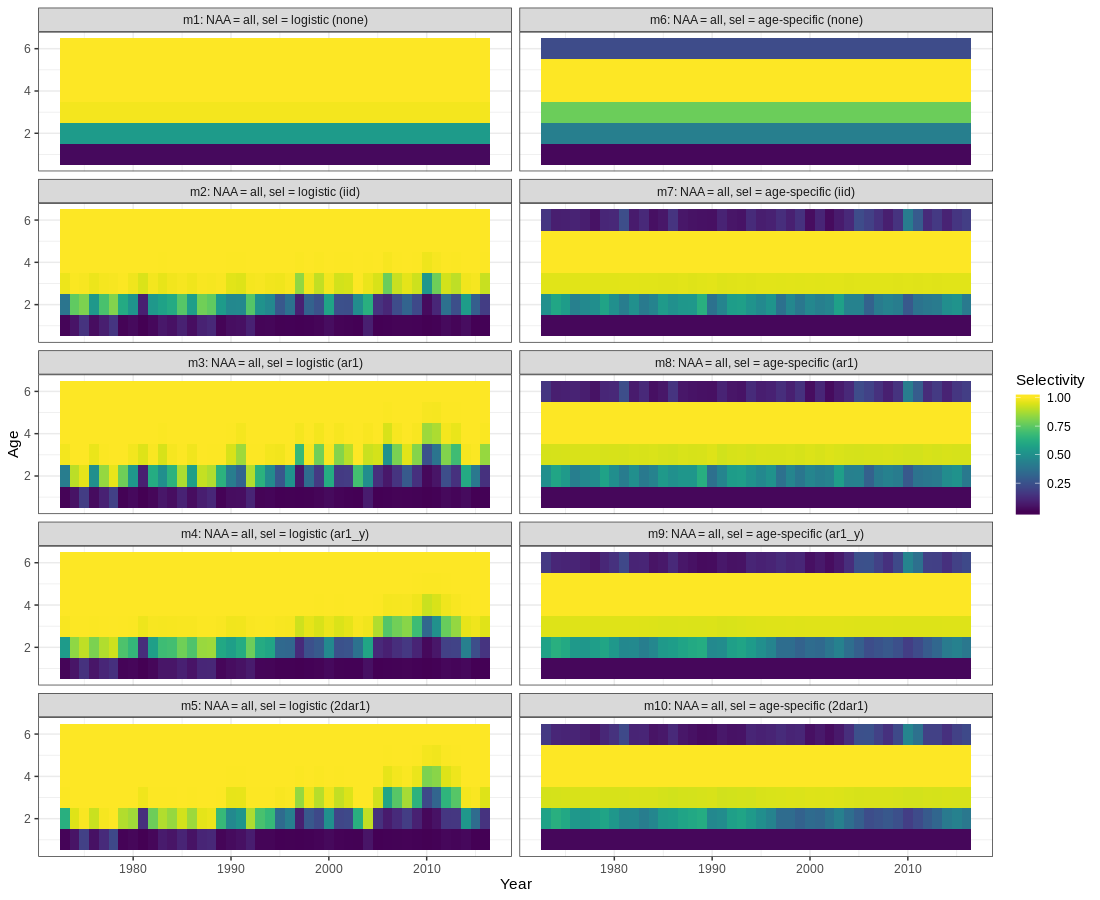 m1: NAA = all, sel = logistic (none)
m6: NAA = all, sel = age-specific (none)
6
4
2
m2: NAA = all, sel = logistic (iid)
m7: NAA = all, sel = age-specific (iid)
6
4
2
m3: NAA = all, sel = logistic (ar1)
m8: NAA = all, sel = age-specific (ar1)
6
4
2
Age
m4: NAA = all, sel = logistic (ar1_y)
m9: NAA = all, sel = age-specific (ar1_y)
6
4
2
m5: NAA = all, sel = logistic (2dar1)
m10: NAA = all, sel = age-specific (2dar1)
6
4
2
1980 1990 2000 2010
1980 1990 2000 2010
Year
Selectivity
1.00
0.75
0.50
0.25